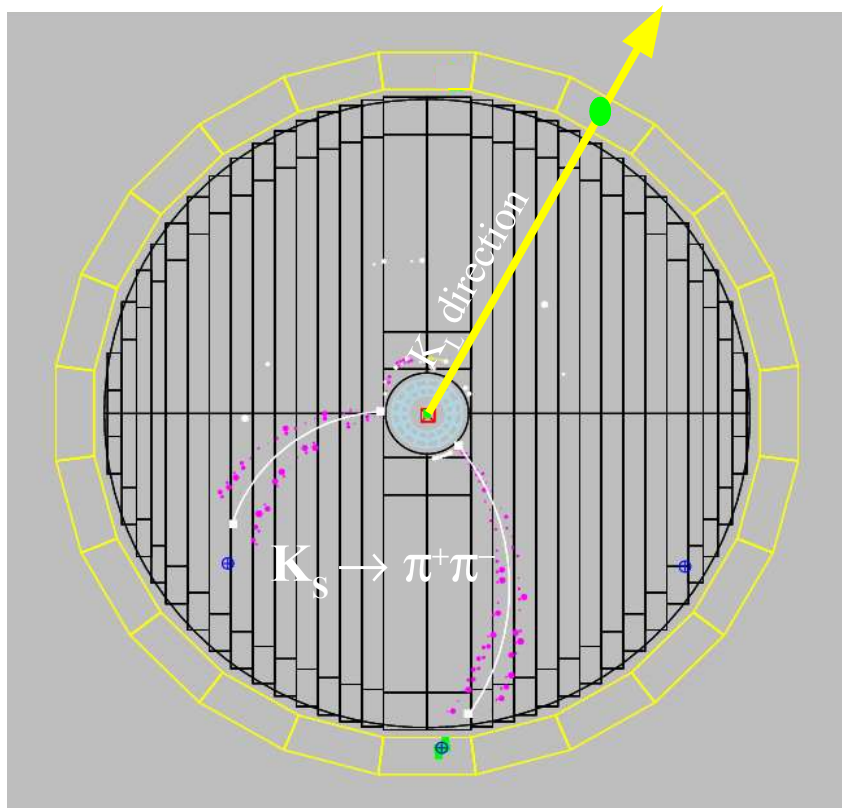 K_L direction
K_S → π⁺π⁻